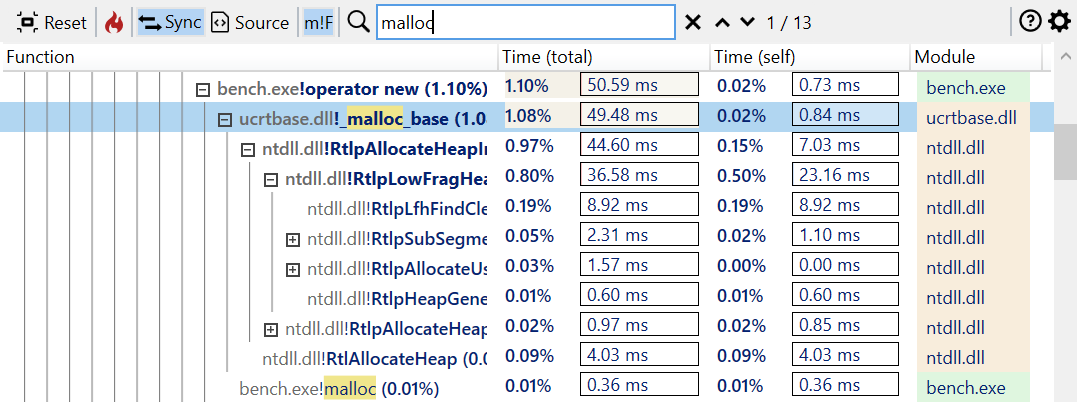 Reset Sync Source m!F malloc 1 / 13
Function Time (total) Time (self) Module
bench.exe!operator new (1.10%) 1.10% 50.59 ms 0.02% 0.73 ms bench.exe
ucrtbase.dll!_malloc_base (1.0 1.08% 49.48 ms 0.02% 0.84 ms ucrtbase.dll
ntdll.dll!RtlpAllocateHeapIn 0.97% 44.60 ms 0.15% 7.03 ms ntdll.dll
ntdll.dll!RtlpLowFragHea 0.80% 36.58 ms 0.50% 23.16 ms ntdll.dll
ntdll.dll!RtlpLfhFindCle 0.19% 8.92 ms 0.19% 8.92 ms ntdll.dll
ntdll.dll!RtlpSubSegme 0.05% 2.31 ms 0.02% 1.10 ms ntdll.dll
ntdll.dll!RtlpAllocateUs 0.03% 1.57 ms 0.00% 0.00 ms ntdll.dll
ntdll.dll!RtlpHeapGene 0.01% 0.60 ms 0.01% 0.60 ms ntdll.dll
ntdll.dll!RtlpAllocateHeap 0.02% 0.97 ms 0.02% 0.85 ms ntdll.dll
ntdll.dll!RtlAllocateHeap (0.0 0.09% 4.03 ms 0.09% 4.03 ms ntdll.dll
bench.exe!malloc (0.01%) 0.01% 0.36 ms 0.01% 0.36 ms bench.exe